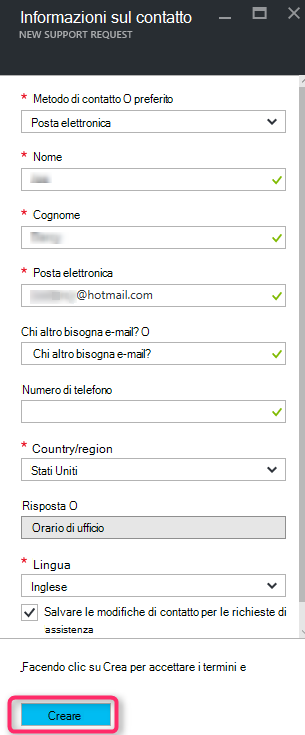 Informazioni sul contatto
NEW SUPPORT REQUEST
* Metodo di contatto O preferito
Posta elettronica
* Nome
* Cognome
* Posta elettronica
@hotmail.com
Chi altro bisogna e-mail? O
Chi altro bisogna e-mail?
Numero di telefono
* Country/region
Stati Uniti
Risposta O
Orario di ufficio
* Lingua
Inglese
Salvare le modifiche di contatto per le richieste di
assistenza
Facendo clic su Crea per accettare i termini e
Creare